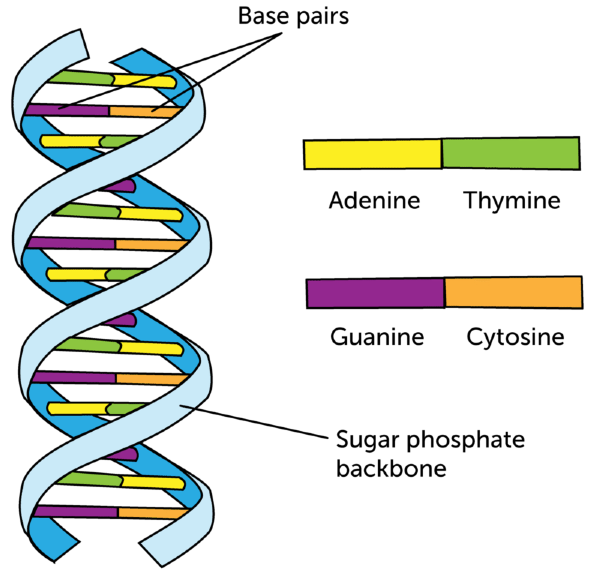 Base pairs
Adenine
Thymine
Guanine
Cytosine
Sugar phosphate
backbone